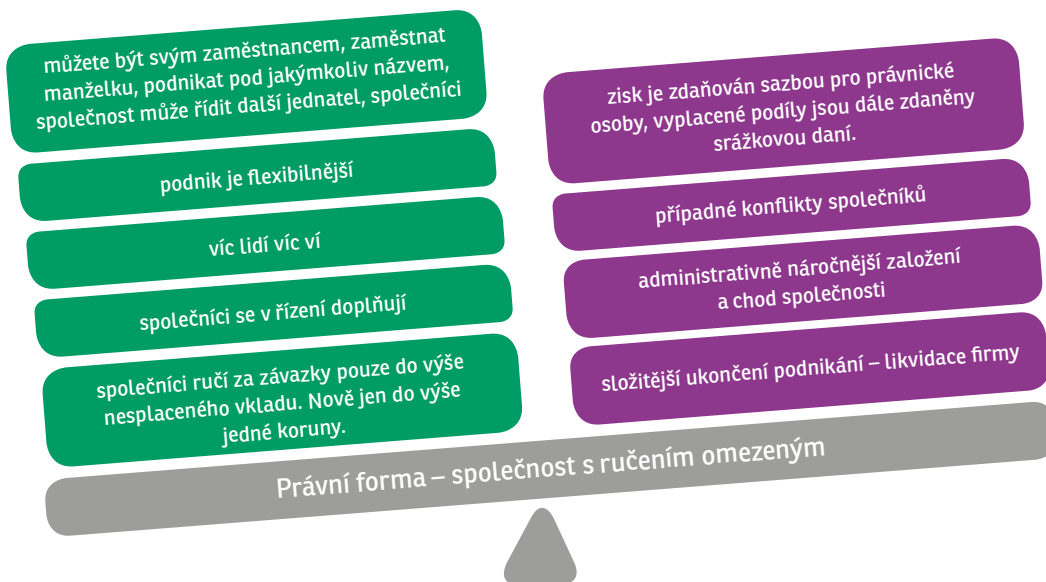 můžete být svým zaměstnancem, zaměstnat
manželku, podnikat pod jakýmkoliv názvem,
společnost může řídit další jednatel, společníci
podnik je flexibilnější
víc lidí víc ví
společníci se v řízení doplňují
společníci ručí za závazky pouze do výše
nesplaceného vkladu. Nově jen do výše
jedné koruny.
zisk je zdaňován sazbou pro právnické
osoby, vyplacené podíly jsou dále zdaněny
srážkovou daní.
případné konflikty společníků
administrativně náročnější založení
a chod společnosti
složitější ukončení podnikání – likvidace firmy
Právní forma – společnost s ručením omezeným